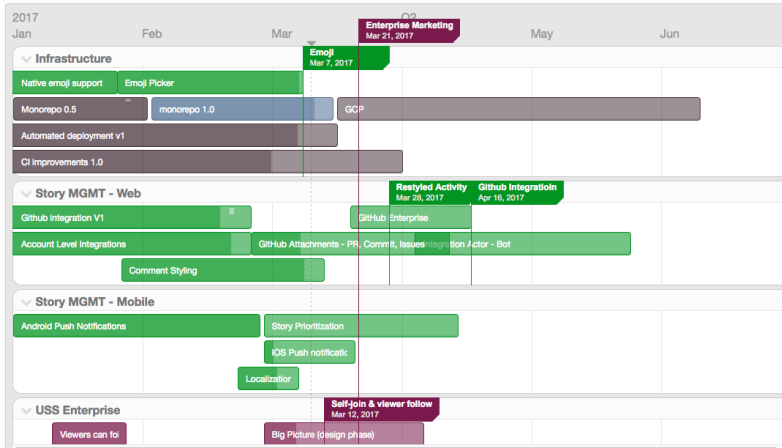 2017
Q2
Jan Feb Mar May Jun
Enterprise Marketing
Mar 21, 2017
Emoji
Mar 7, 2017
Infrastructure
Native emoji support Emoji Picker
Monorepo 0.5 monorepo 1.0 GCP
Automated deployment v1
CI Improvements 1.0
Restyled Activity Github Integratioin
Mar 28, 2017 Apr 16, 2017
Story MGMT - Web
Github Integration V1 GitHub Enterprise
Account Level Integrations GitHub Attachments - PR, Commit, Issues Integration Actor - Bot
Comment Styling
Story MGMT - Mobile
Android Push Notifications Story Prioritization
IOS Push notificatic
Localization
Self-join & viewer follow
Mar 12, 2017
USS Enterprise
Viewers can fol Big Picture (design phase)